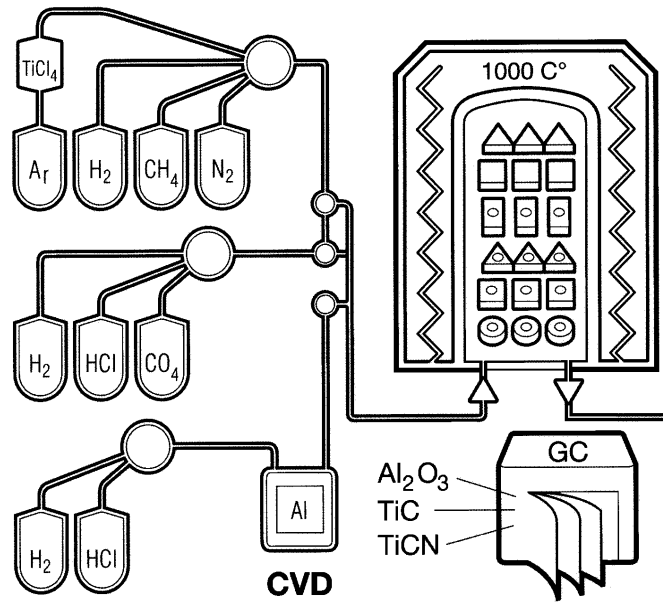 TiCl₄
Ar
H₂
CH₄
N₂
1000 C°
H₂
HCl
CO₄
H₂
HCl
Al
CVD
GC
Al₂O₃
TiC
TiCN